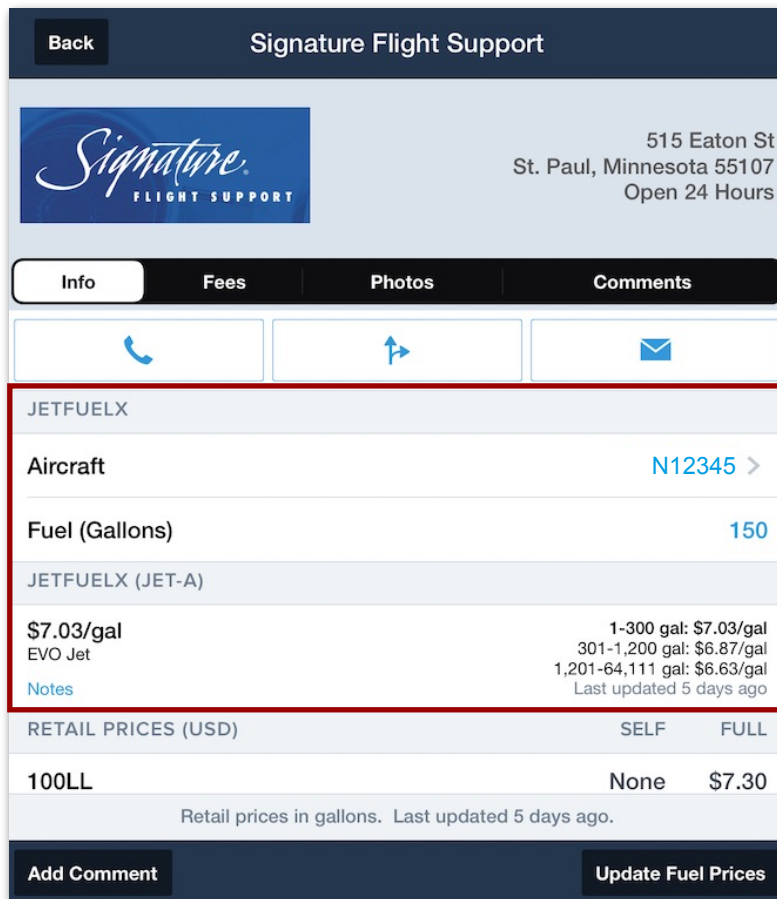 Back
Signature Flight Support
Signature.
FLIGHT SUPPORT
515 Eaton St
St. Paul, Minnesota 55107
Open 24 Hours
Info Fees Photos Comments
JETFUELX
Aircraft N12345 >
Fuel (Gallons) 150
JETFUELX (JET-A)
$7.03/gal
EVO Jet
Notes
1-300 gal: $7.03/gal
301-1,200 gal: $6.87/gal
1,201-64,111 gal: $6.63/gal
Last updated 5 days ago
RETAIL PRICES (USD) SELF FULL
100LL None $7.30
Retail prices in gallons. Last updated 5 days ago.
Add Comment Update Fuel Prices